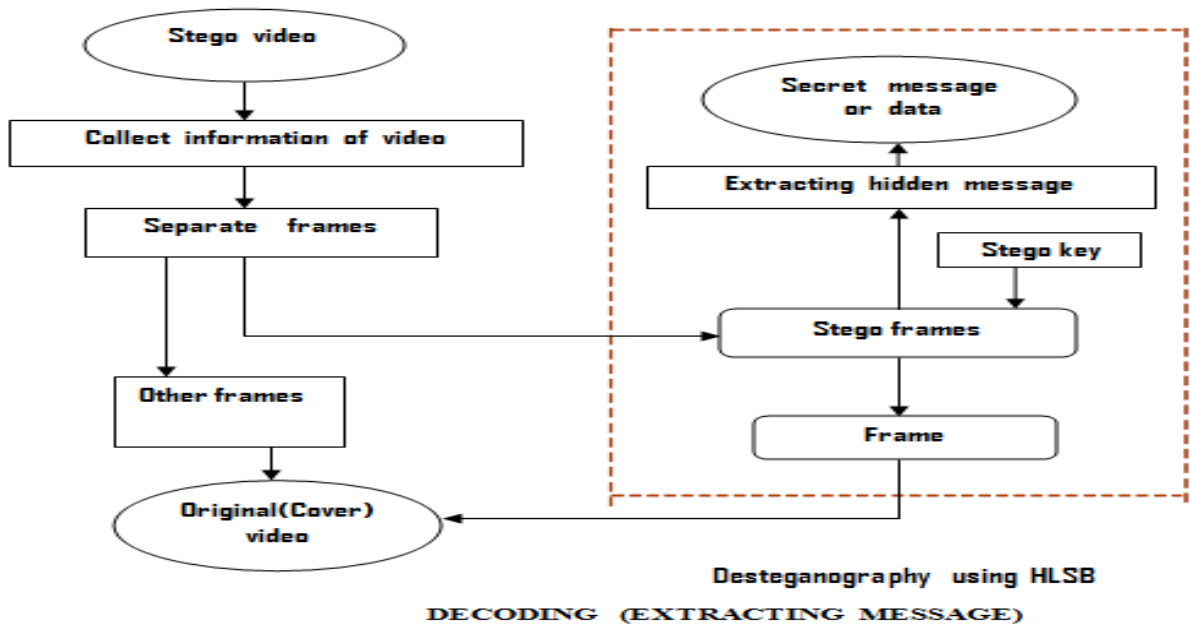 Stego video
Collect information of video
Separate frames
Other frames
Original(Cover)
video
Secret message
or data
Extracting hidden message
Stego key
Stego frames
Frame
Desteganography using HLSB
DECODING (EXTRACTING MESSAGE)